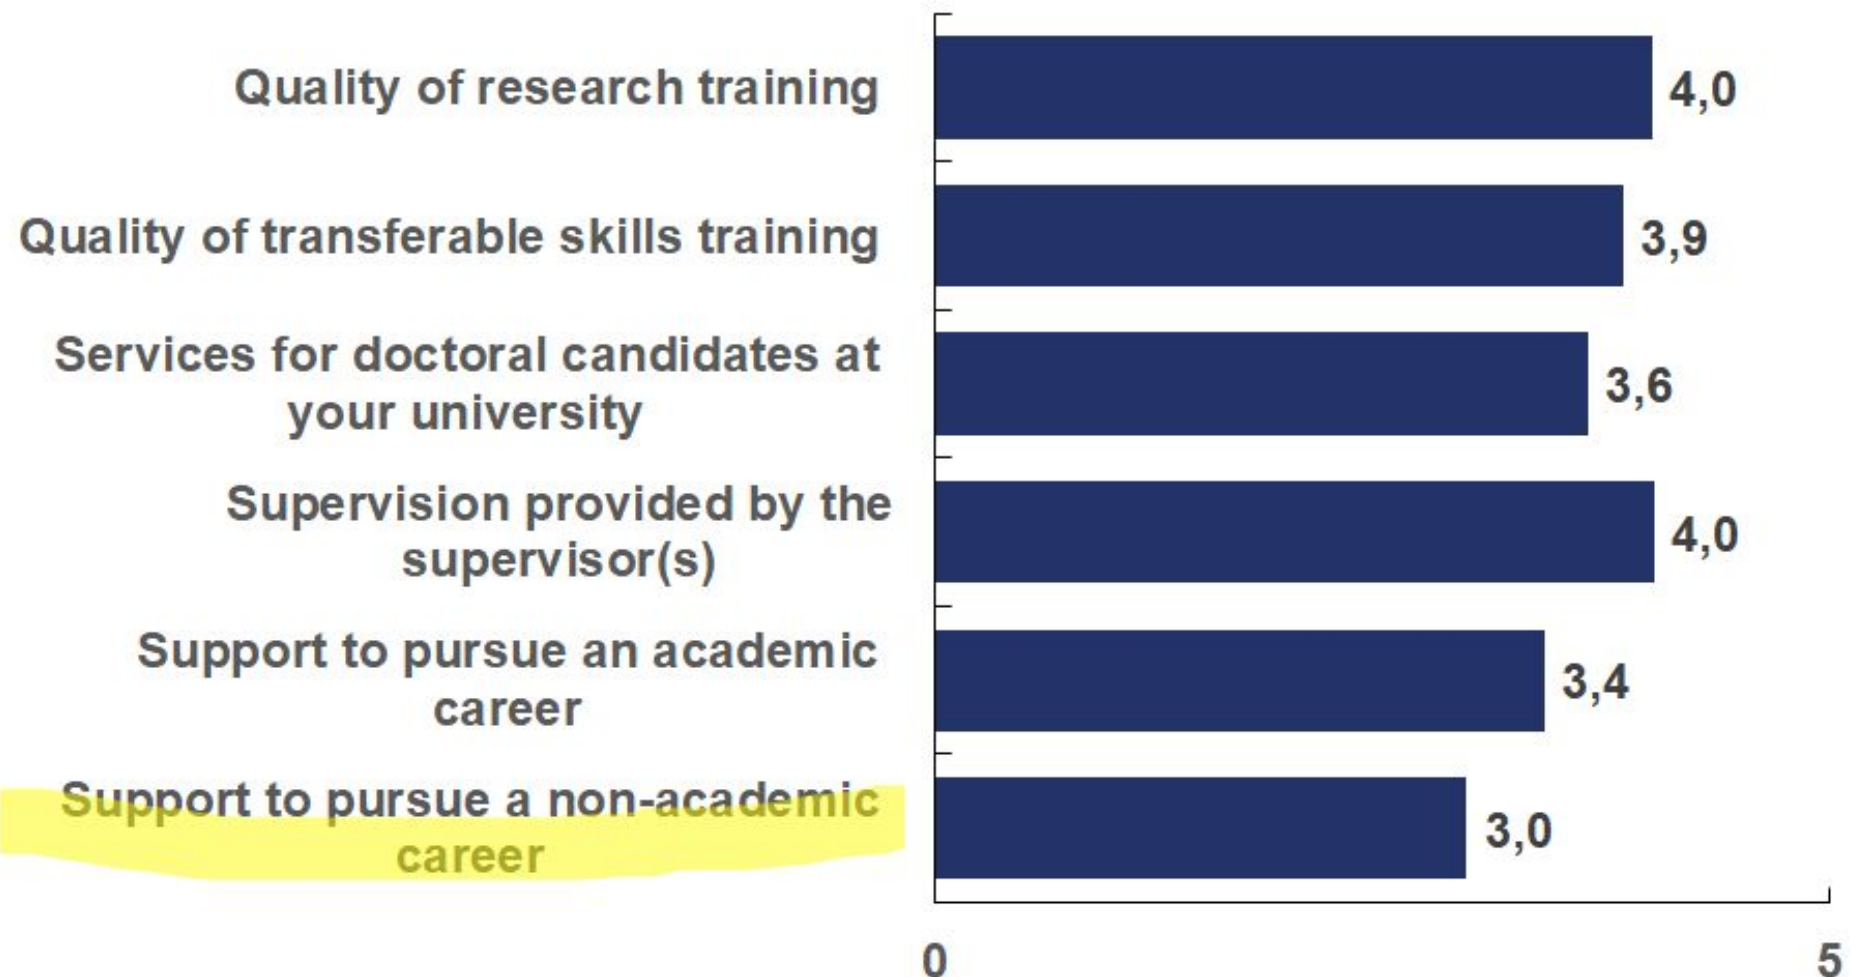 Quality of research training
4,0
Quality of transferable skills training
3,9
Services for doctoral candidates at
your university
3,6
Supervision provided by the
supervisor(s)
4,0
Support to pursue an academic
career
3,4
Support to pursue a non-academic
career
3,0
0
5